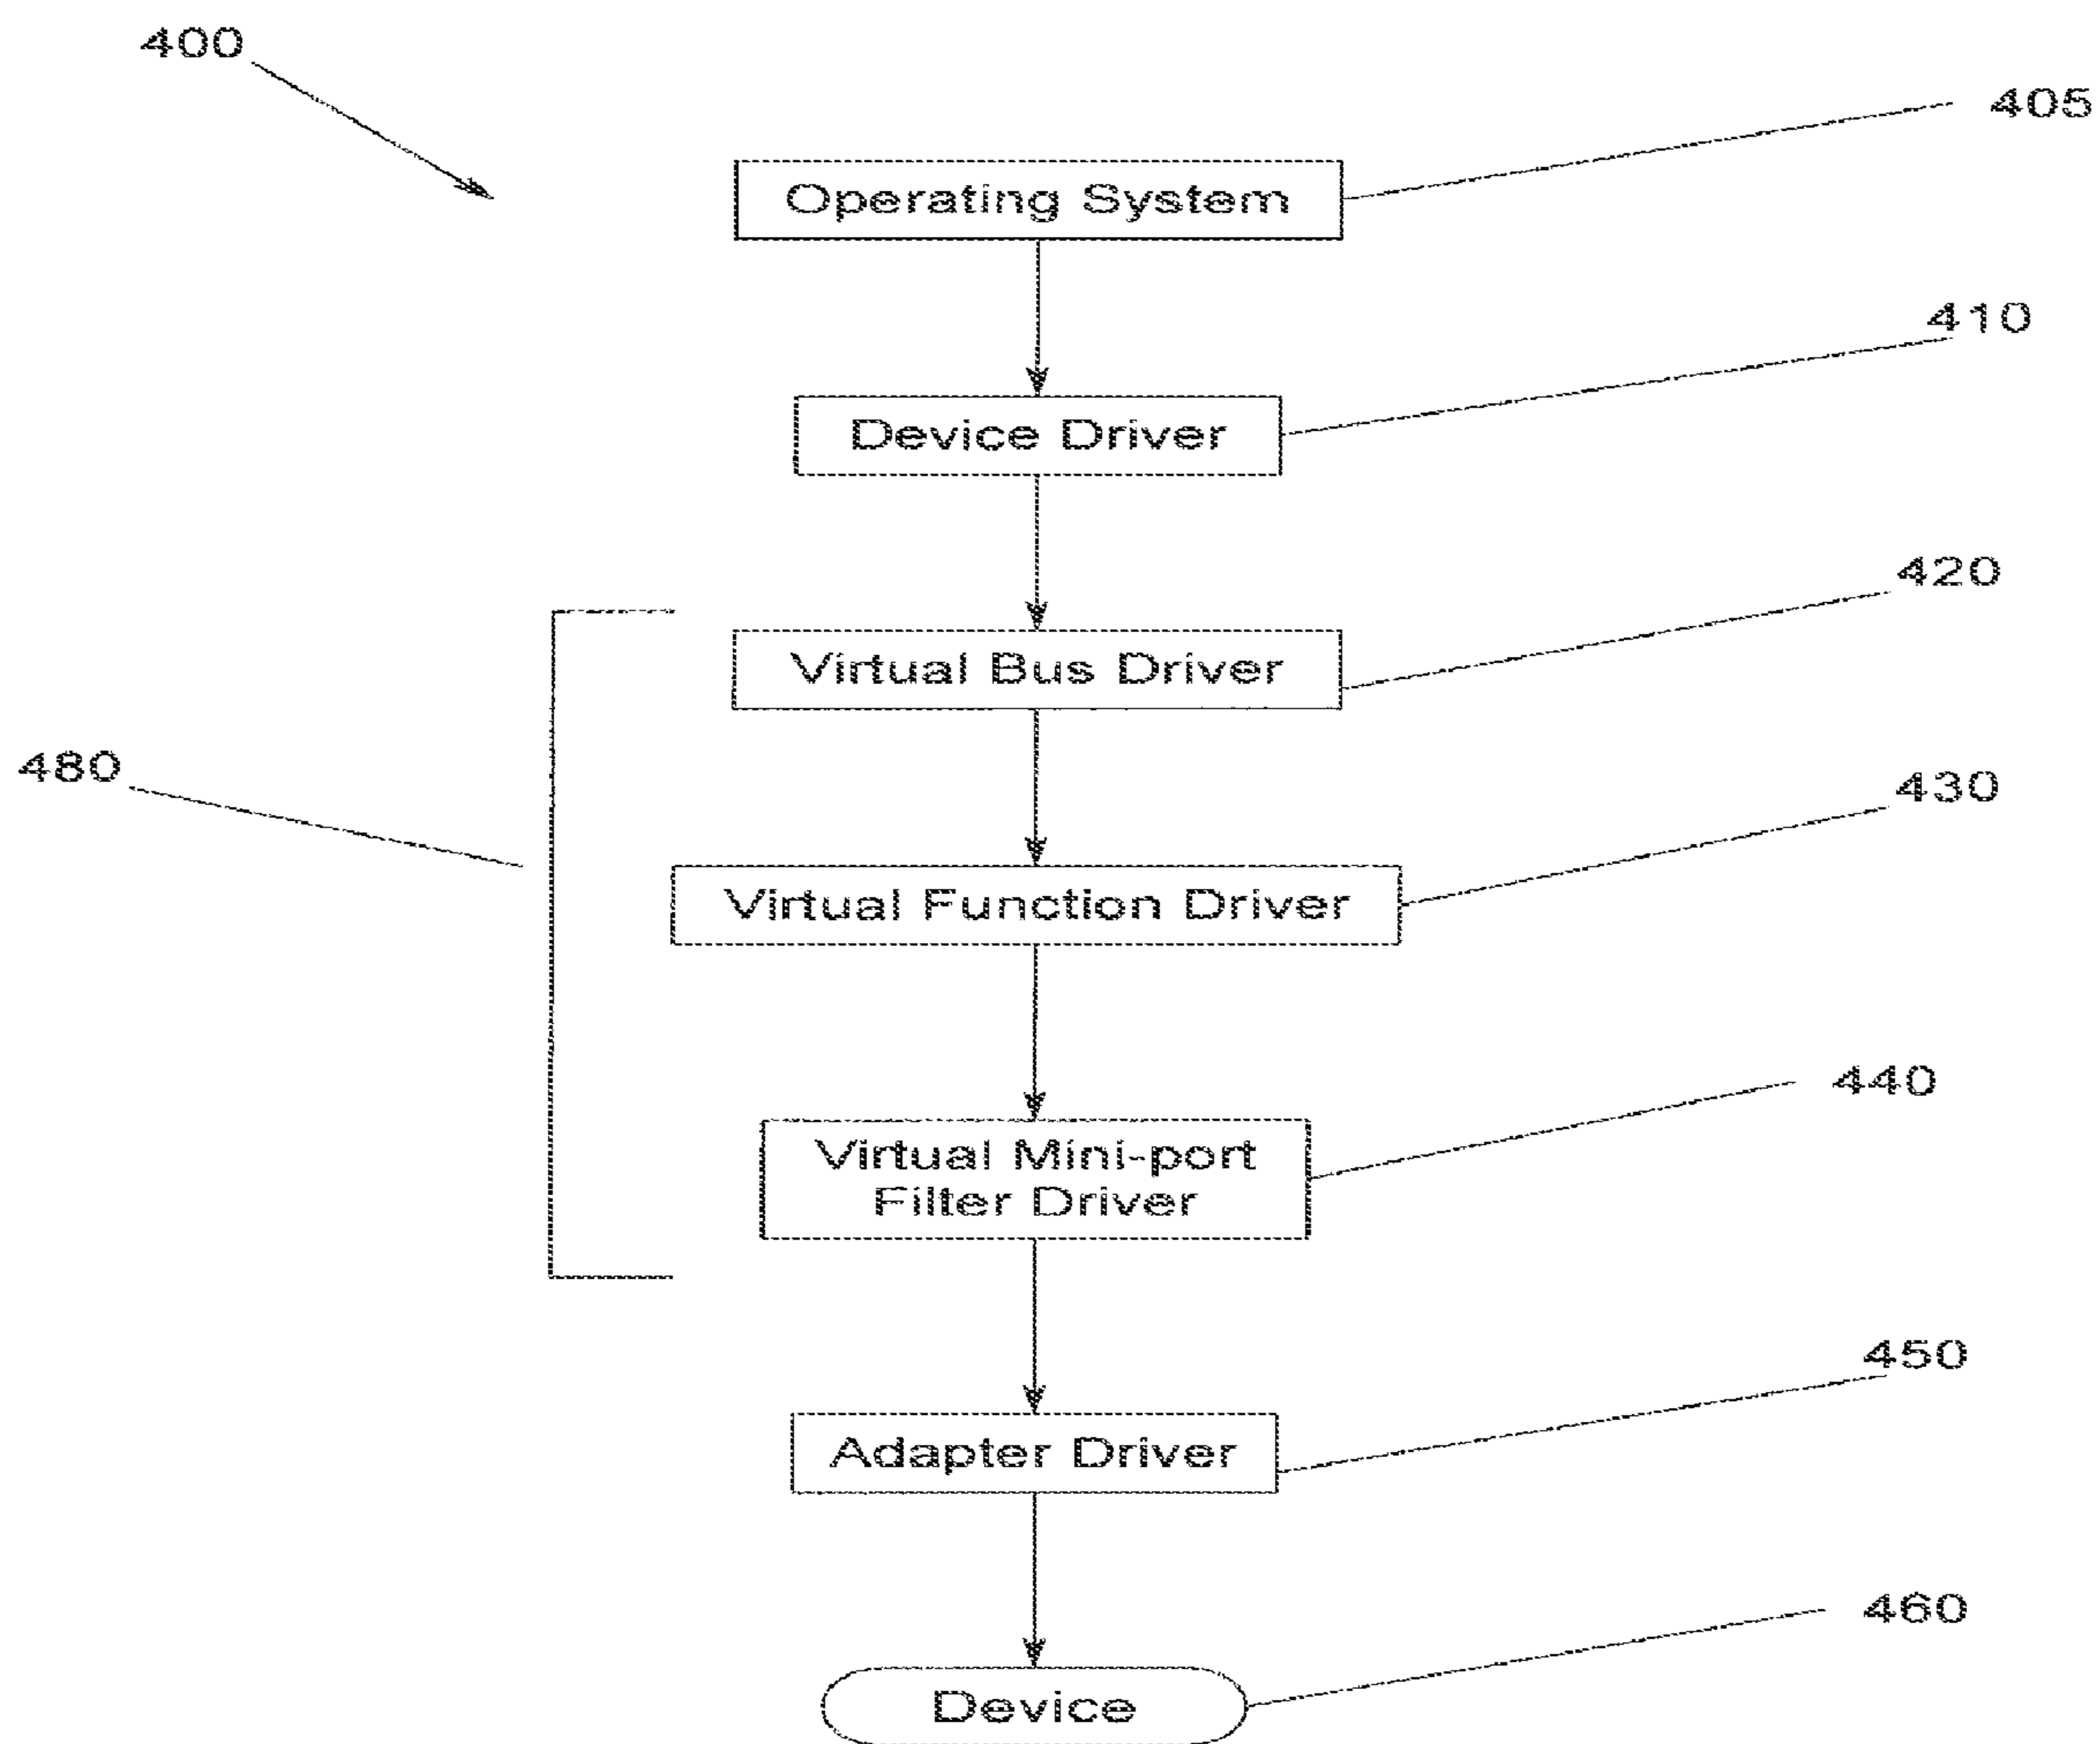 400
405
Operating System
410
Device Driver
420
Virtual Bus Driver
480
430
Virtual Function Driver
440
Virtual Mini-port
Filter Driver
450
Adapter Driver
460
Device